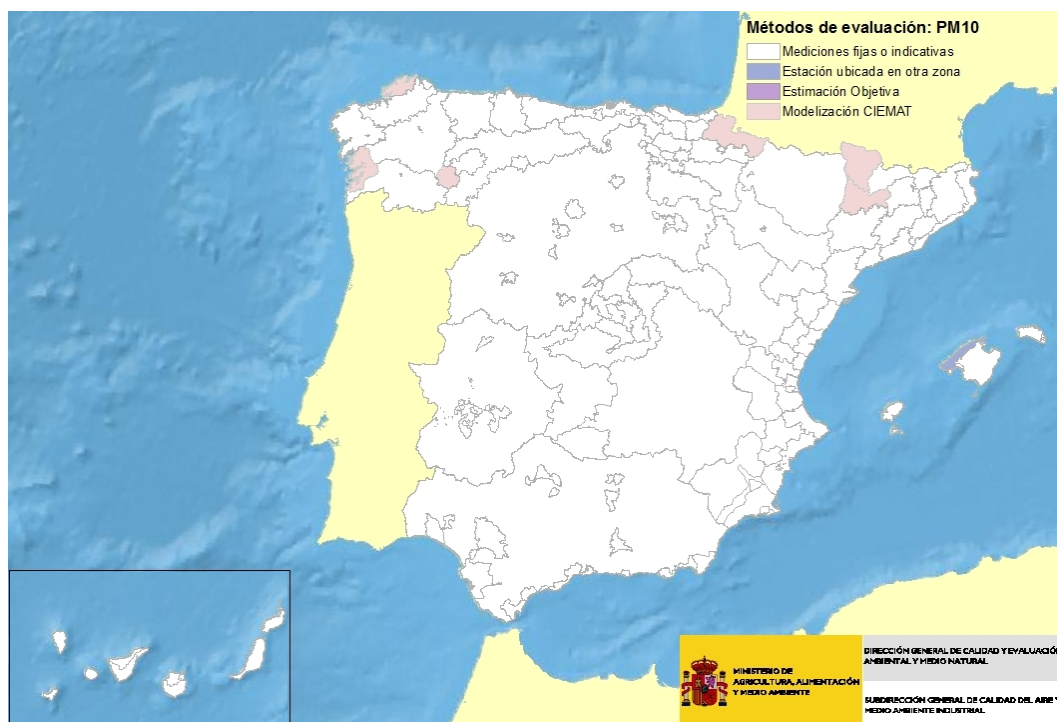 Métodos de evaluación: PM10
Mediciones fijas o indicativas
Estación ubicada en otra zona
Estimación Objetiva
Modelización CIEMAT
MINISTERIO DE
AGRICULTURA, ALIMENTACIÓN
Y MEDIO AMBIENTE
DIRECCIÓN GENERAL DE CALIDAD Y EVALUACIÓN
AMBIENTAL Y MEDIO NATURAL
SUBDIRECCIÓN GENERAL DE CALIDAD DEL AIRE Y
MEDIO AMBIENTE INDUSTRIAL